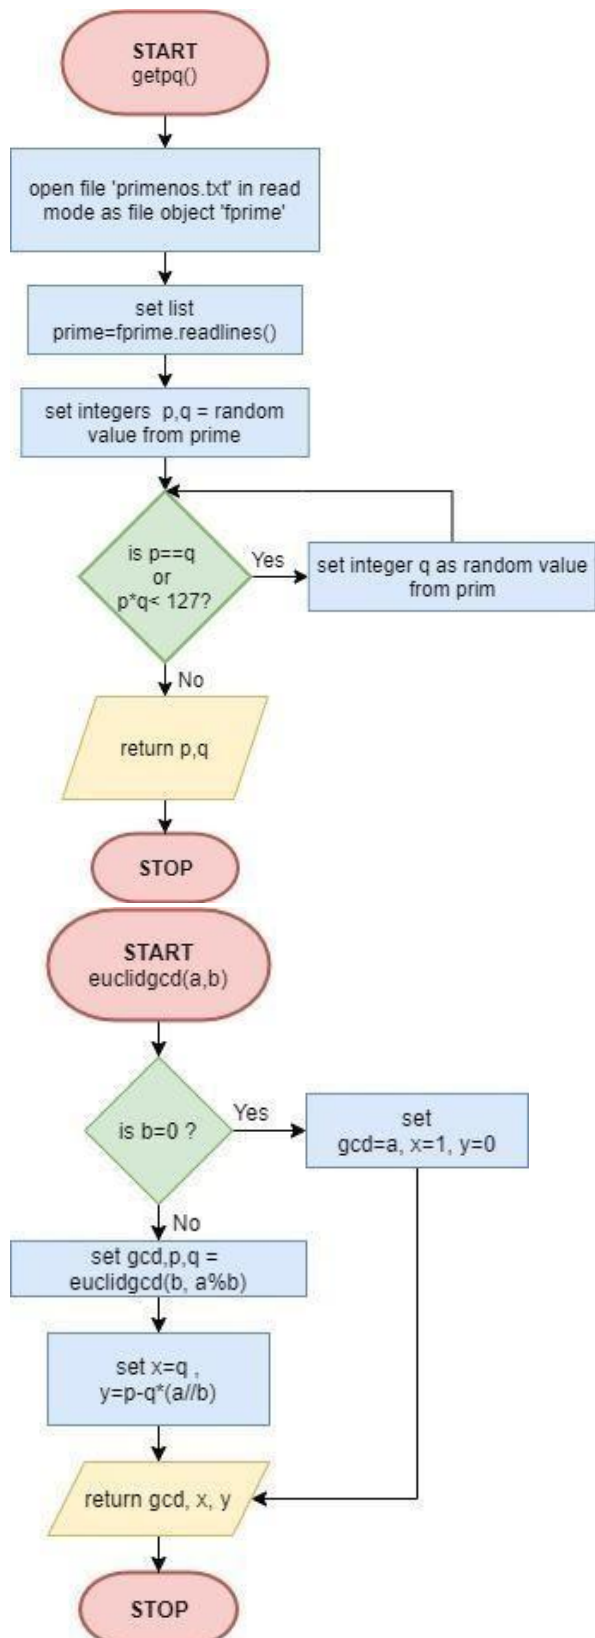 START
getpq()
open file 'primenos.txt' in read
mode as file object 'fprime'
set list
prime=fprime.readlines()
set integers  p,q = random
value from prime
is p==q
or
p*q< 127?
Yes
set integer q as random value
from prim
No
return p,q
STOP
START
euclidgcd(a,b)
is b=0 ?
Yes
set
gcd=a, x=1, y=0
No
set gcd,p,q =
euclidgcd(b, a%b)
set x=q ,
y=p-q*(a//b)
return gcd, x, y
STOP